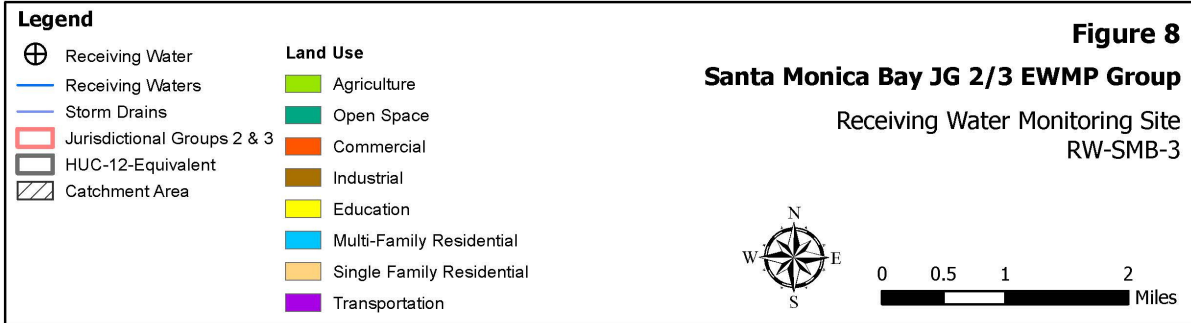 Legend
Receiving Water
Receiving Waters
Storm Drains
Jurisdictional Groups 2 & 3
HUC-12-Equivalent
Catchment Area
Land Use
Agriculture
Open Space
Commercial
Industrial
Education
Multi-Family Residential
Single Family Residential
Transportation
Figure 8
Santa Monica Bay JG 2/3 EWMP Group
Receiving Water Monitoring Site
RW-SMB-3
N
W E
S
0 0.5 1 2
Miles